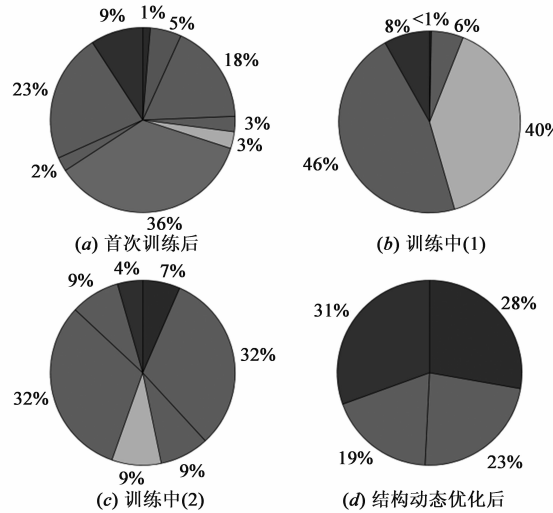 9% 1% 5%
18%
3%
3%
36%
2%
23%
(a) 首次训练后
8% <1% 6%
40%
46%
(b) 训练中(1)
4% 7%
32%
9%
9%
32%
9%
(c) 训练中(2)
31% 28%
23%
19%
(d) 结构动态优化后